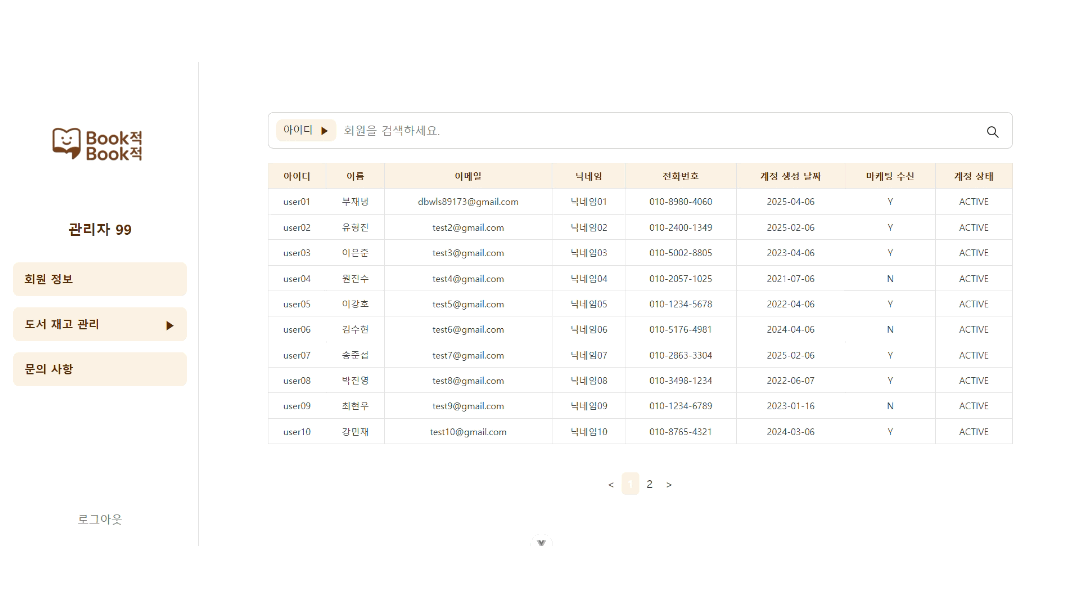 Book적
Book적
관리자 99
회원 정보
도서 재고 관리 ▶
문의 사항
로그아웃
아이디 ▶ 회원을 검색하세요.
아이디 이름 이메일 닉네임 전화번호 계정 생성 날짜 마케팅 수신 계정 상태
user01 부재녕 dbwls89173@gmail.com 닉네임01 010-8980-4060 2025-04-06 Y ACTIVE
user02 유형진 test2@gmail.com 닉네임02 010-2400-1349 2025-02-06 Y ACTIVE
user03 이은준 test3@gmail.com 닉네임03 010-5002-8805 2023-04-06 Y ACTIVE
user04 원진수 test4@gmail.com 닉네임04 010-2057-1025 2021-07-06 N ACTIVE
user05 이강호 test5@gmail.com 닉네임05 010-1234-5678 2022-04-06 Y ACTIVE
user06 김수현 test6@gmail.com 닉네임06 010-5176-4981 2024-04-06 N ACTIVE
user07 송준섭 test7@gmail.com 닉네임07 010-2863-3304 2025-02-06 Y ACTIVE
user08 박진영 test8@gmail.com 닉네임08 010-3498-1234 2022-06-07 Y ACTIVE
user09 최현우 test9@gmail.com 닉네임09 010-1234-6789 2023-01-16 N ACTIVE
user10 강민재 test10@gmail.com 닉네임10 010-8765-4321 2024-03-06 Y ACTIVE
< 1 2 >